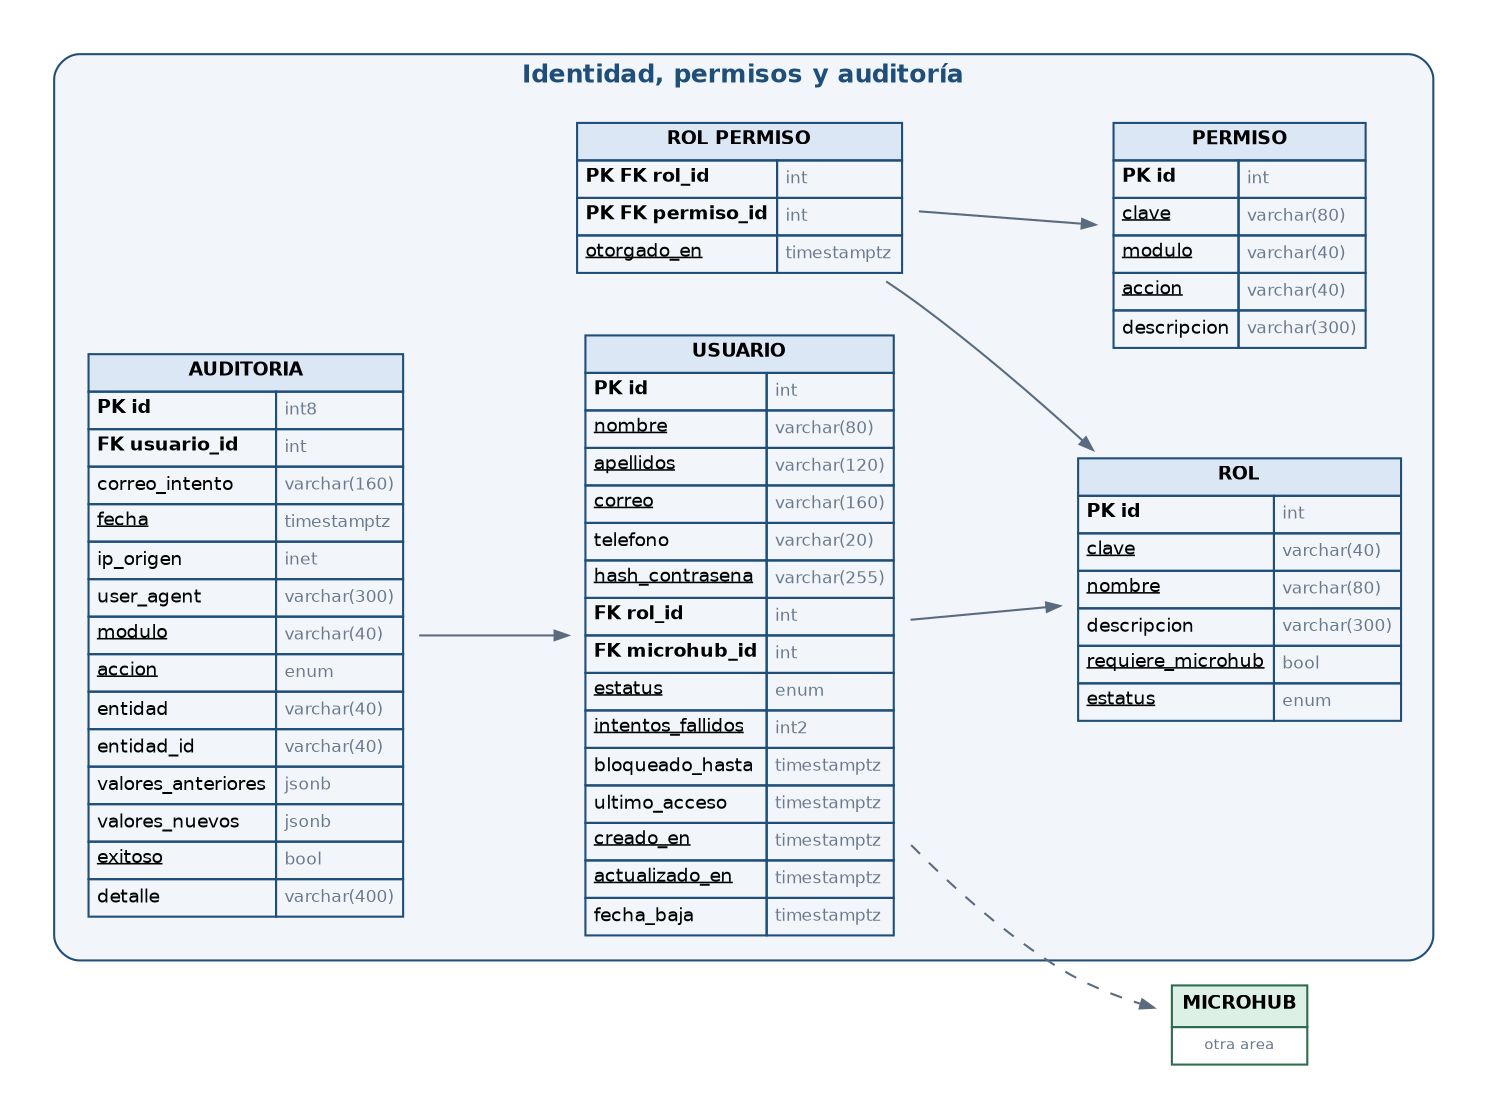 Identidad, permisos y auditoría
ROL PERMISO
PK FK rol_id int
PK FK permiso_id int
otorgado_en timestamptz
PERMISO
PK id int
clave varchar(80)
modulo varchar(40)
accion varchar(40)
descripcion varchar(300)
AUDITORIA
PK id int8
FK usuario_id int
correo_intento varchar(160)
fecha timestamptz
ip_origen inet
user_agent varchar(300)
modulo varchar(40)
accion enum
entidad varchar(40)
entidad_id varchar(40)
valores_anteriores jsonb
valores_nuevos jsonb
exitoso bool
detalle varchar(400)
USUARIO
PK id int
nombre varchar(80)
apellidos varchar(120)
correo varchar(160)
telefono varchar(20)
hash_contrasena varchar(255)
FK rol_id int
FK microhub_id int
estatus enum
intentos_fallidos int2
bloqueado_hasta timestamptz
ultimo_acceso timestamptz
creado_en timestamptz
actualizado_en timestamptz
fecha_baja timestamptz
ROL
PK id int
clave varchar(40)
nombre varchar(80)
descripcion varchar(300)
requiere_microhub bool
estatus enum
MICROHUB
otra area